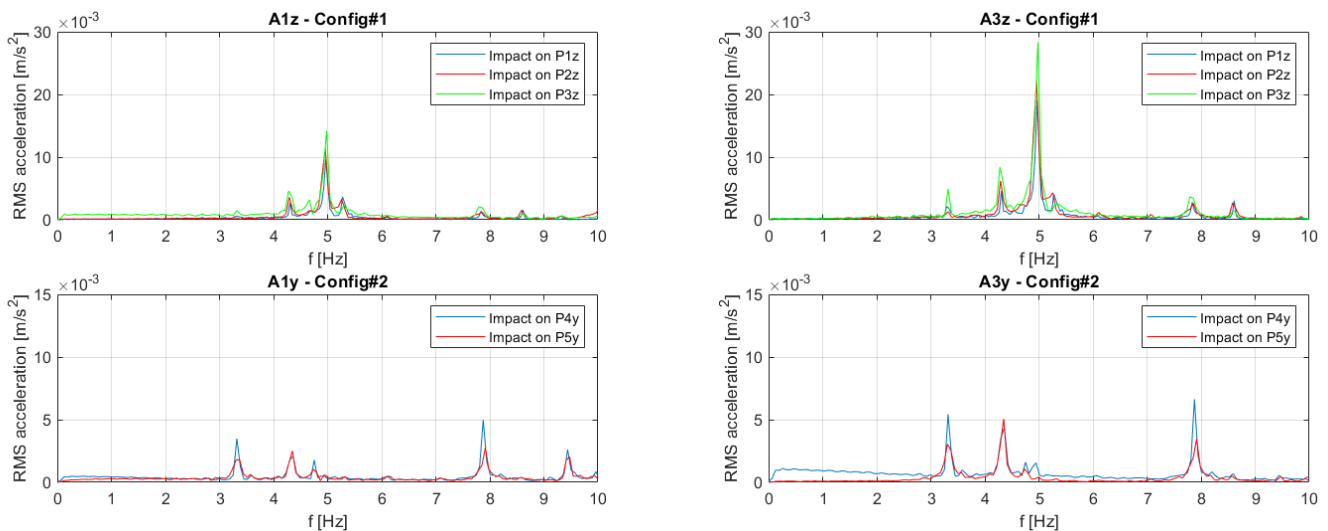 A1z - Config#1
×10⁻³
RMS acceleration [m/s²]
30
20
10
0
Impact on P1z
Impact on P2z
Impact on P3z
0 1 2 3 4 5 6 7 8 9 10
f [Hz]
A3z - Config#1
×10⁻³
RMS acceleration [m/s²]
30
20
10
0
Impact on P1z
Impact on P2z
Impact on P3z
0 1 2 3 4 5 6 7 8 9 10
f [Hz]
A1y - Config#2
×10⁻³
RMS acceleration [m/s²]
15
10
5
0
Impact on P4y
Impact on P5y
0 1 2 3 4 5 6 7 8 9 10
f [Hz]
A3y - Config#2
×10⁻³
RMS acceleration [m/s²]
15
10
5
0
Impact on P4y
Impact on P5y
0 1 2 3 4 5 6 7 8 9 10
f [Hz]